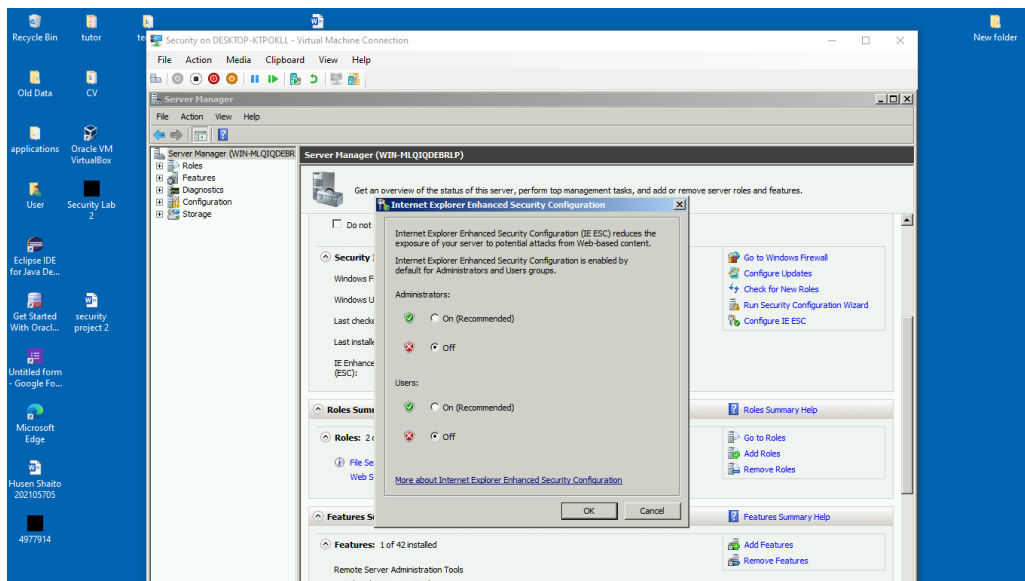 Recycle Bin
tutor
New folder
Old Data
CV
applications
Oracle VM
VirtualBox
User
Security Lab
2
Eclipse IDE
for Java De...
Get Started
With Oracl...
security
project 2
Untitled form
- Google Fo...
Microsoft
Edge
Husen Shaito
202105705
4977914
Security on DESKTOP-KTPOKLL - Virtual Machine Connection
File Action Media Clipboard View Help
Server Manager
File Action View Help
Server Manager (WIN-MLQIQDEBR
Roles
Features
Diagnostics
Configuration
Storage
Server Manager (WIN-MLQIQDEBRLP)
Get an overview of the status of this server, perform top management tasks, and add or remove server roles and features.
Do not
Security
Windows F
Windows U
Last checke
Last installe
IE Enhance
(ESC):
Go to Windows Firewall
Configure Updates
Check for New Roles
Run Security Configuration Wizard
Configure IE ESC
Internet Explorer Enhanced Security Configuration
Internet Explorer Enhanced Security Configuration (IE ESC) reduces the
exposure of your server to potential attacks from Web-based content.
Internet Explorer Enhanced Security Configuration is enabled by
default for Administrators and Users groups.
Administrators:
On (Recommended)
Off
Users:
On (Recommended)
Off
More about Internet Explorer Enhanced Security Configuration
OK Cancel
Roles Sum
Roles Summary Help
Roles: 2
File Se
Web S
Go to Roles
Add Roles
Remove Roles
Features S
Features Summary Help
Features: 1 of 42 installed
Remote Server Administration Tools
Add Features
Remove Features